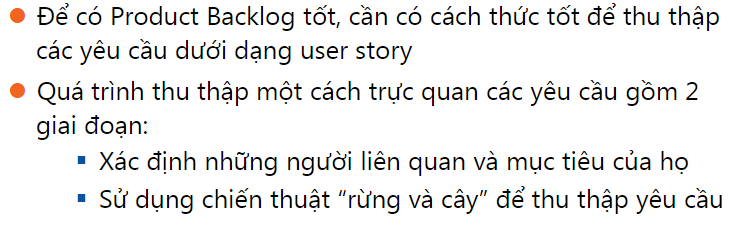 Để có Product Backlog tốt, cần có cách thức tốt để thu thập
các yêu cầu dưới dạng user story
Quá trình thu thập một cách trực quan các yêu cầu gồm 2
giai đoạn:
Xác định những người liên quan và mục tiêu của họ
Sử dụng chiến thuật “rừng và cây” để thu thập yêu cầu